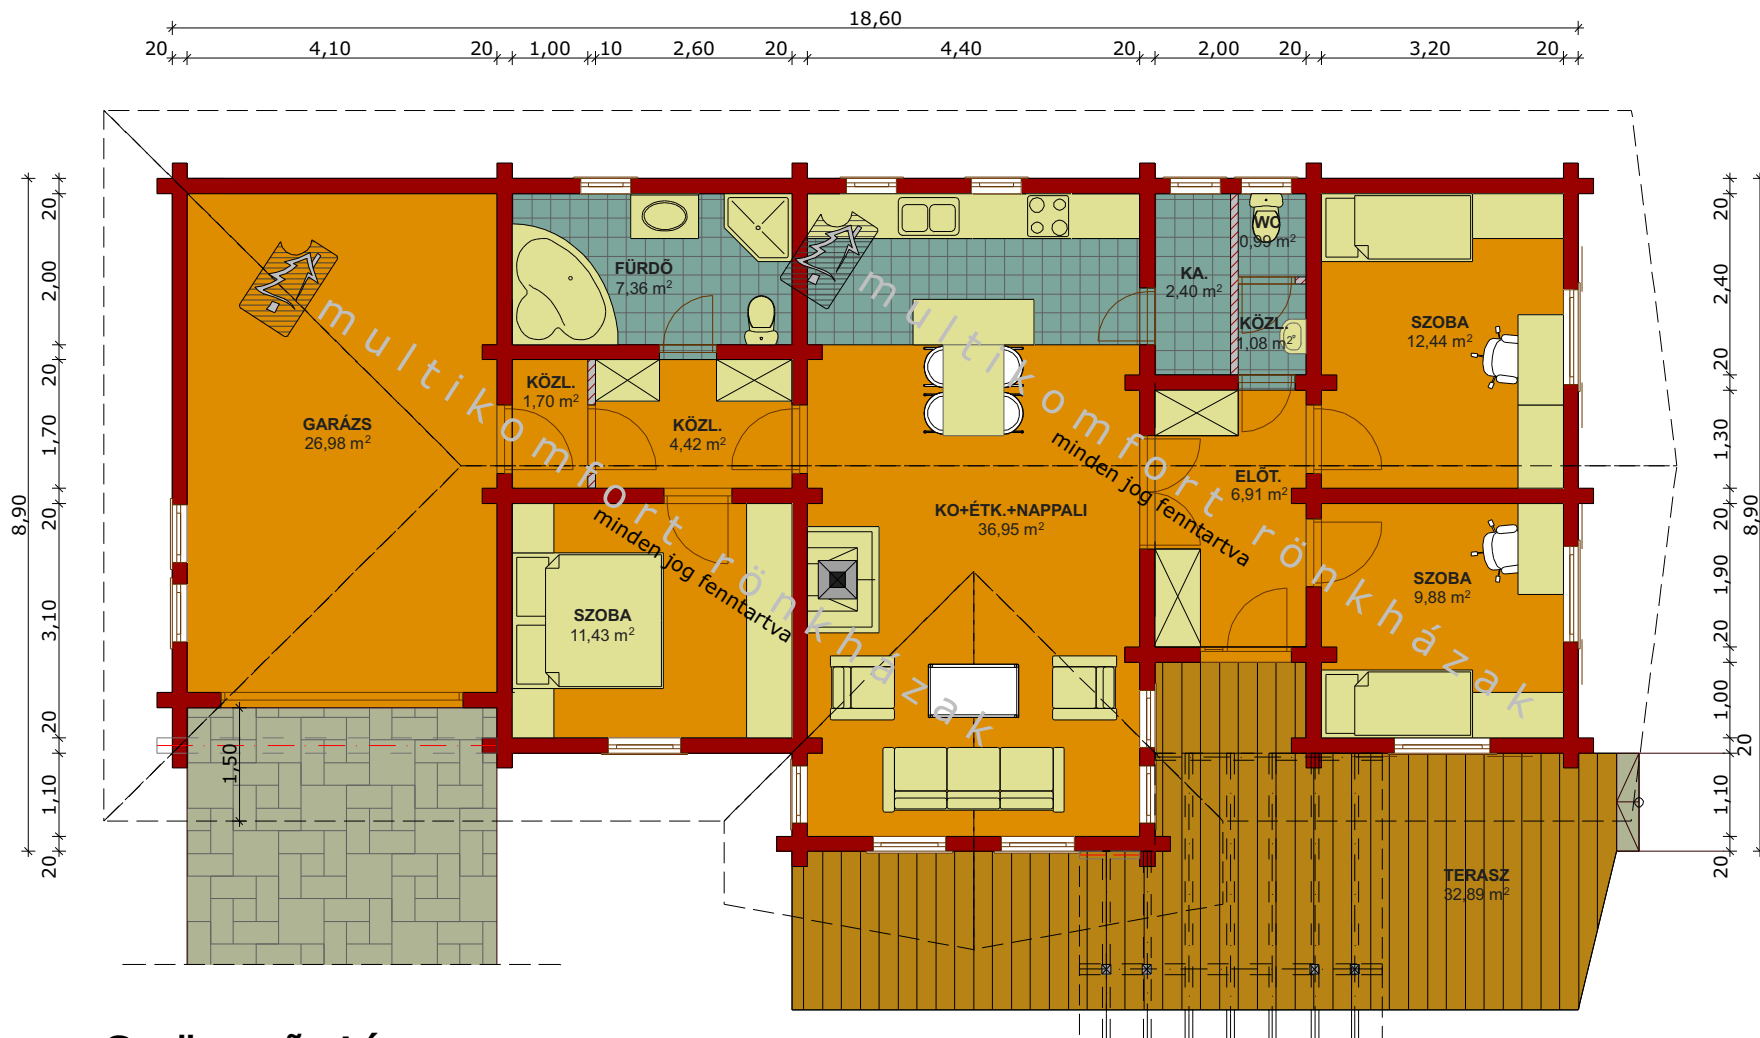 18,60
20 4,10 20 1,00 10 2,60 20 4,40 20 2,00 20 3,20 20
8,90
20
2,00
20
1,70
20
3,10
20
1,10
20
GARÁZS
26,98 m²
1,50
FÜRDÕ
7,36 m²
KÖZL.
1,70 m²
KÖZL.
4,42 m²
SZOBA
11,43 m²
KO+ÉTK.+NAPPALI
36,95 m²
KA.
2,40 m²
WC
0,99 m²
KÖZL.
1,08 m²
ELÕT.
6,91 m²
SZOBA
12,44 m²
SZOBA
9,88 m²
TERASZ
32,89 m²
multikomfort rönkházak
minden jog fenntartva
multikomfort rönkházak
minden jog fenntartva
20
2,40
20
1,30
20
1,90
20
1,00
20
1,10
20
8,90